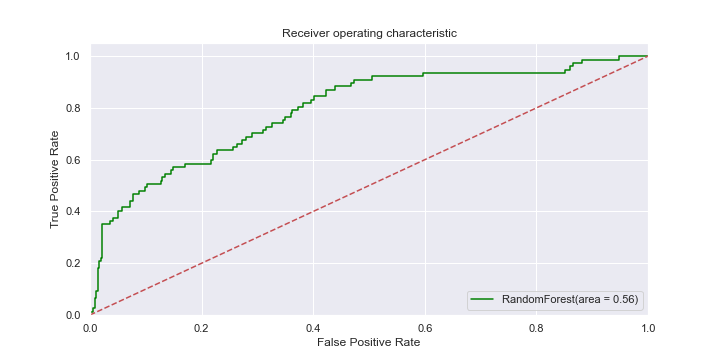 Receiver operating characteristic
1.0
0.8
0.6
0.4
0.2
0.0
True Positive Rate
RandomForest(area = 0.56)
0.0 0.2 0.4 0.6 0.8 1.0
False Positive Rate